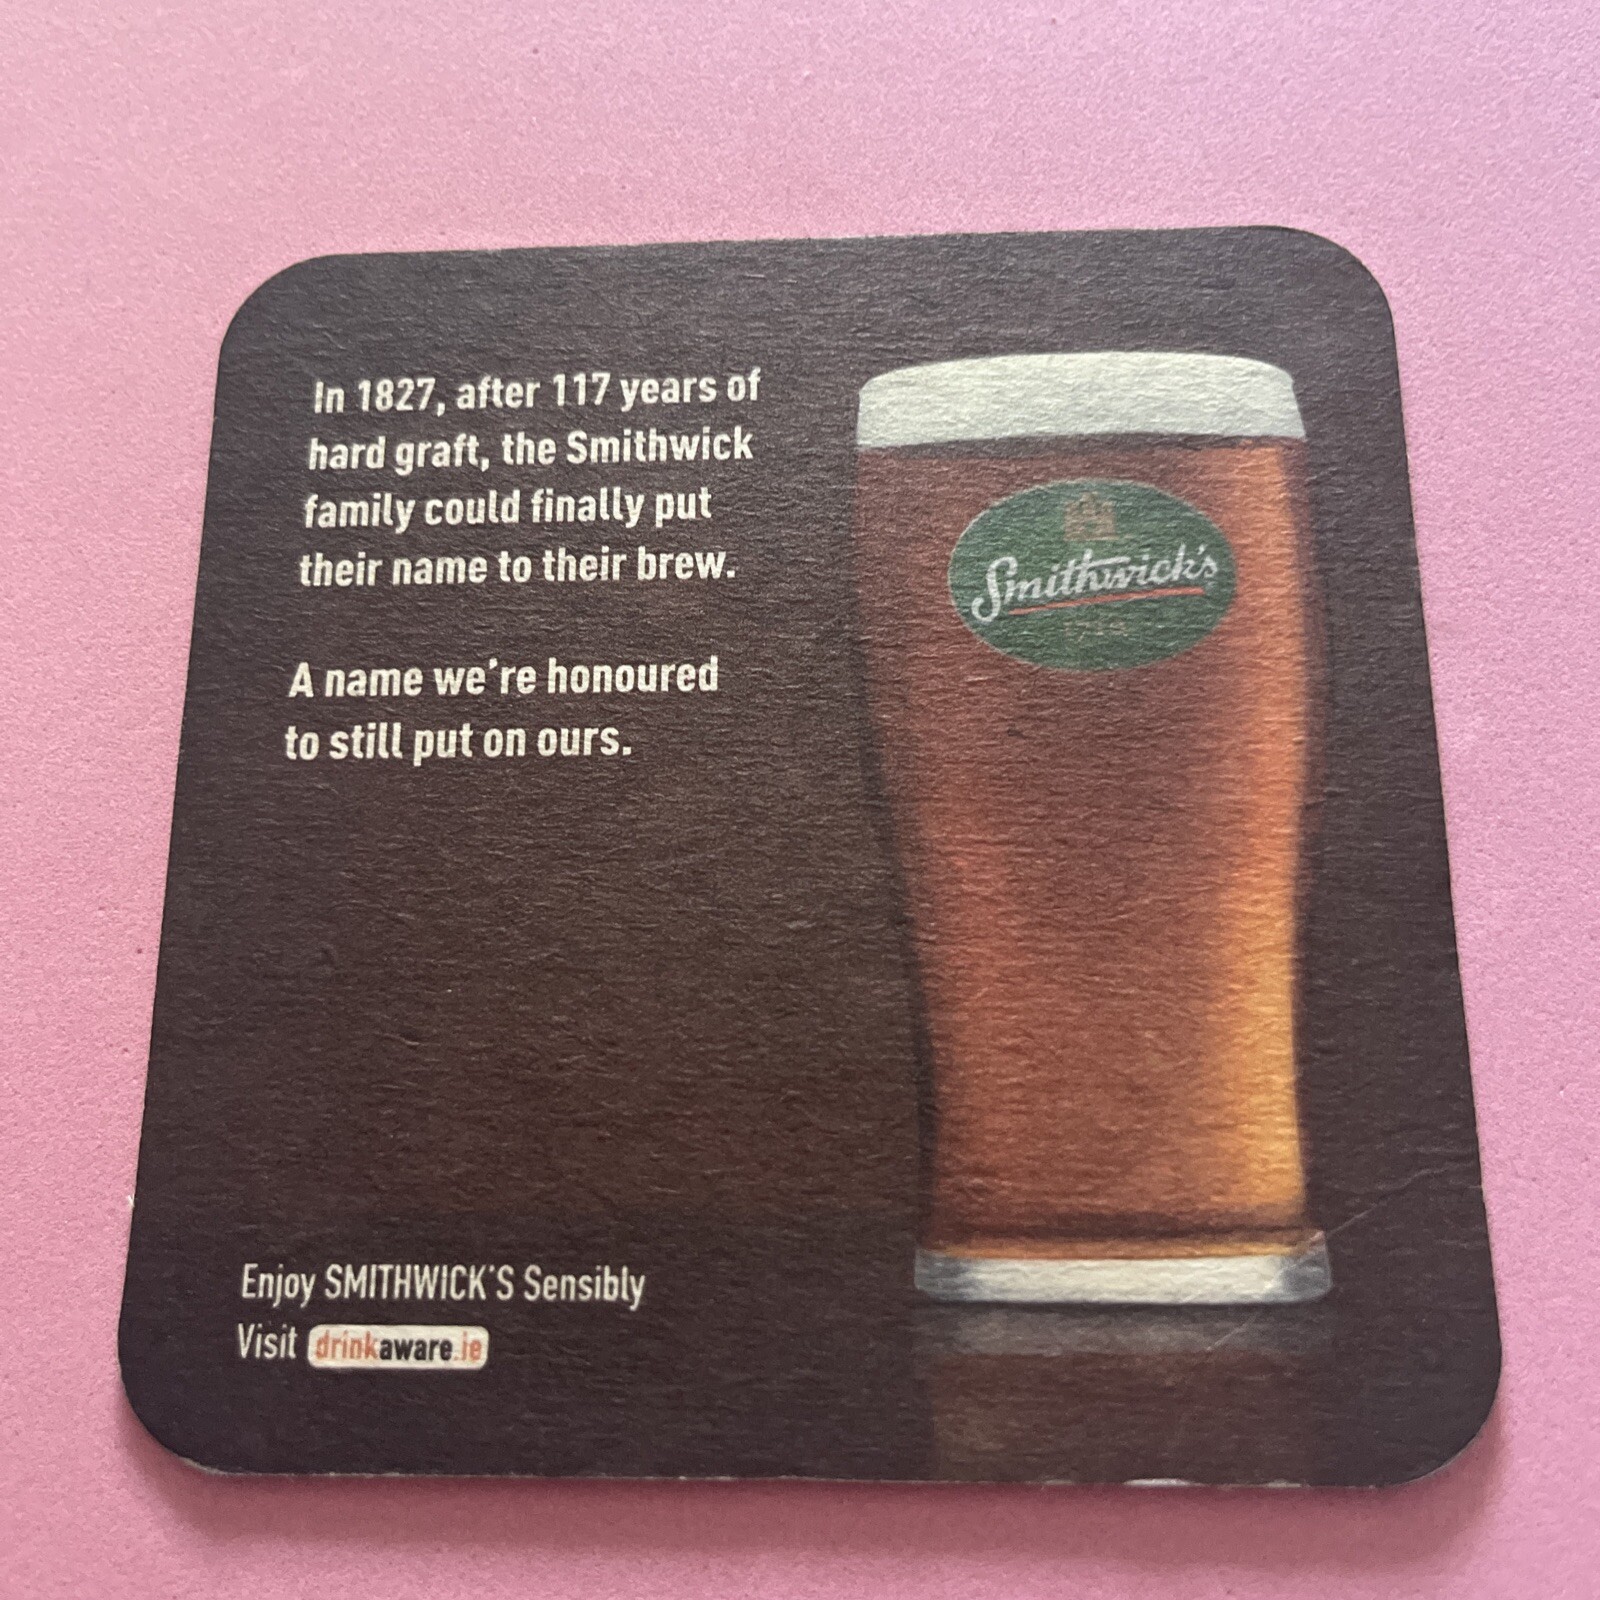 In 1827, after 117 years of
hard graft, the Smithwick
family could finally put
their name to their brew.
A name we're honoured
to still put on ours.
Smithwick's
Enjoy SMITHWICK'S Sensibly
Visit drinkaware.ie